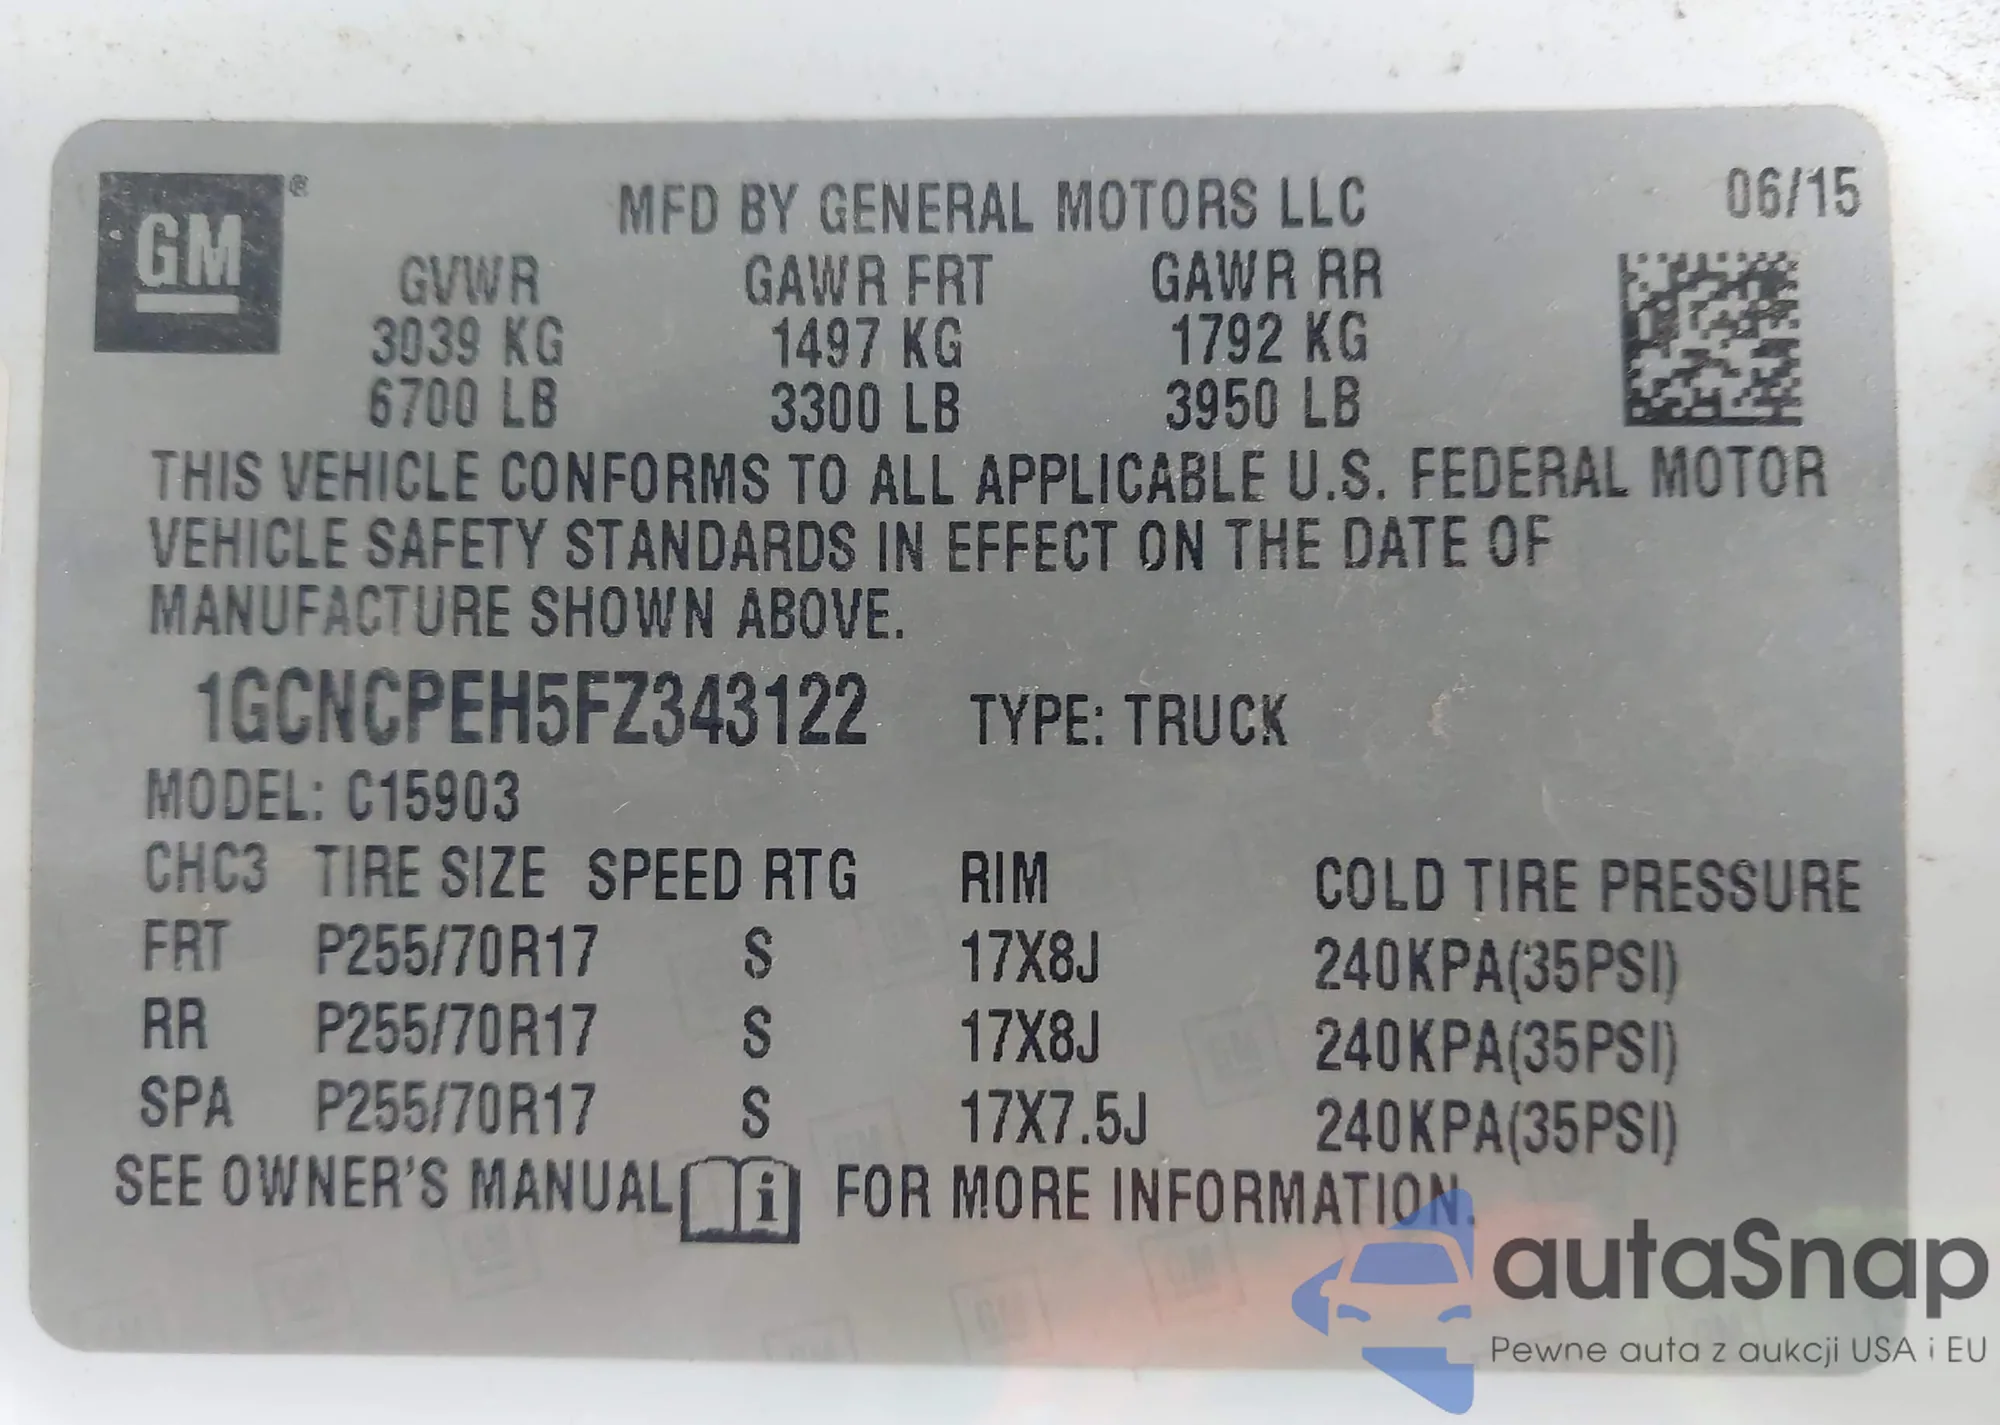 GM®
MFD BY GENERAL MOTORS LLC 06/15
GVWR GAWR FRT GAWR RR
3039 KG 1497 KG 1792 KG
6700 LB 3300 LB 3950 LB
THIS VEHICLE CONFORMS TO ALL APPLICABLE U.S. FEDERAL MOTOR
VEHICLE SAFETY STANDARDS IN EFFECT ON THE DATE OF
MANUFACTURE SHOWN ABOVE.
1GCNCPEH5FZ343122 TYPE: TRUCK
MODEL: C15903
CHC3 TIRE SIZE SPEED RTG RIM COLD TIRE PRESSURE
FRT P255/70R17 S 17X8J 240KPA(35PSI)
RR P255/70R17 S 17X8J 240KPA(35PSI)
SPA P255/70R17 S 17X7.5J 240KPA(35PSI)
SEE OWNER'S MANUAL i FOR MORE INFORMATION.
autaSnap
Pewne auta z aukcji USA i EU